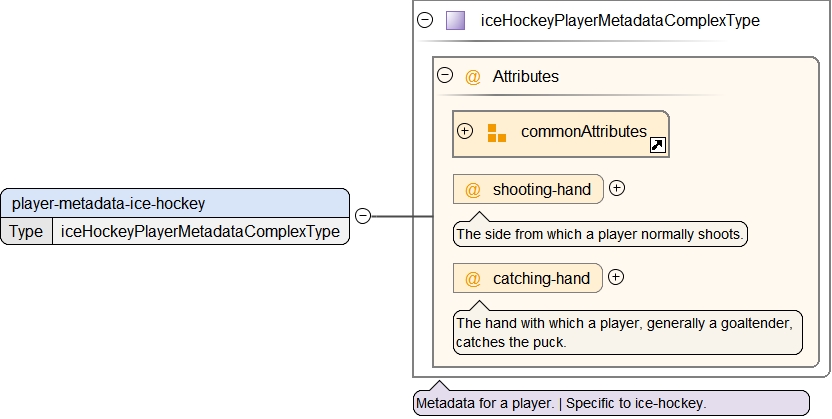 iceHockeyPlayerMetadataComplexType
@ Attributes
commonAttributes
@ shooting-hand
The side from which a player normally shoots.
@ catching-hand
The hand with which a player, generally a goaltender,
catches the puck.
player-metadata-ice-hockey
Type iceHockeyPlayerMetadataComplexType
Metadata for a player. | Specific to ice-hockey.